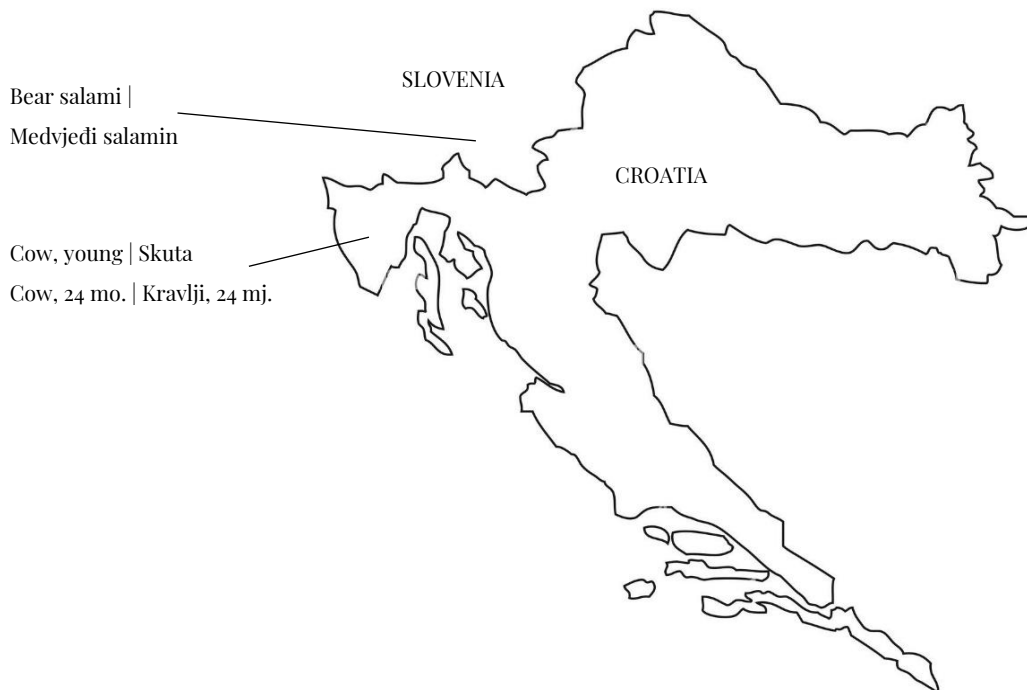 SLOVENIA
Bear salami |
Medvjeđi salamin
CROATIA
Cow, young | Skuta
Cow, 24 mo. | Kravlji, 24 mj.